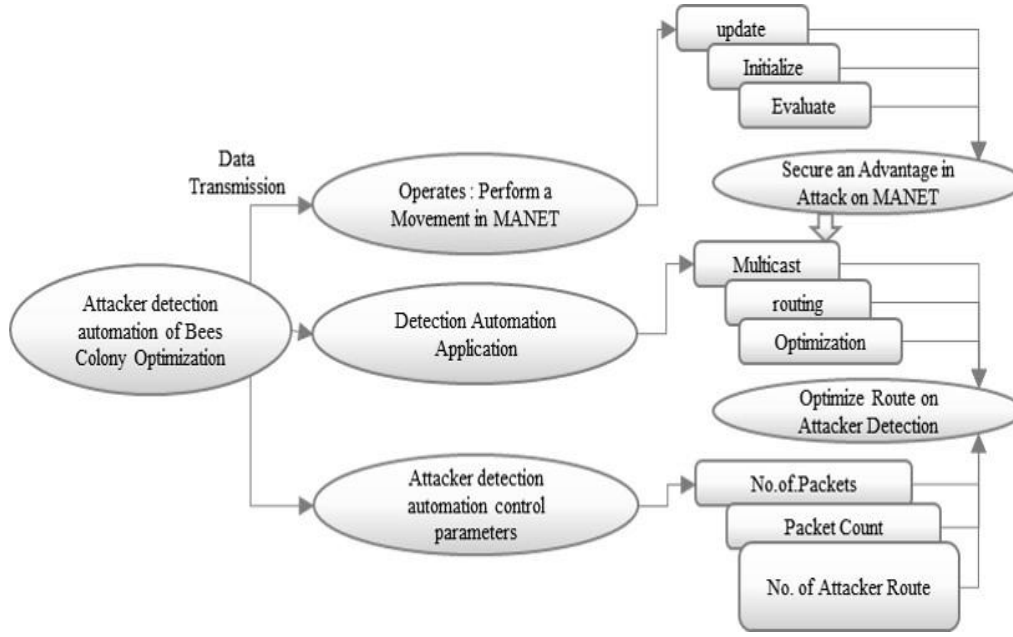 update
Initialize
Evaluate
Data
Transmission
Operates : Perform a
Movement in MANET
Secure an Advantage in
Attack on MANET
Attacker detection
automation of Bees
Colony Optimization
Detection Automation
Application
Multicast
routing
Optimization
Optimize Route on
Attacker Detection
Attacker detection
automation control
parameters
No.of.Packets
Packet Count
No. of Attacker Route